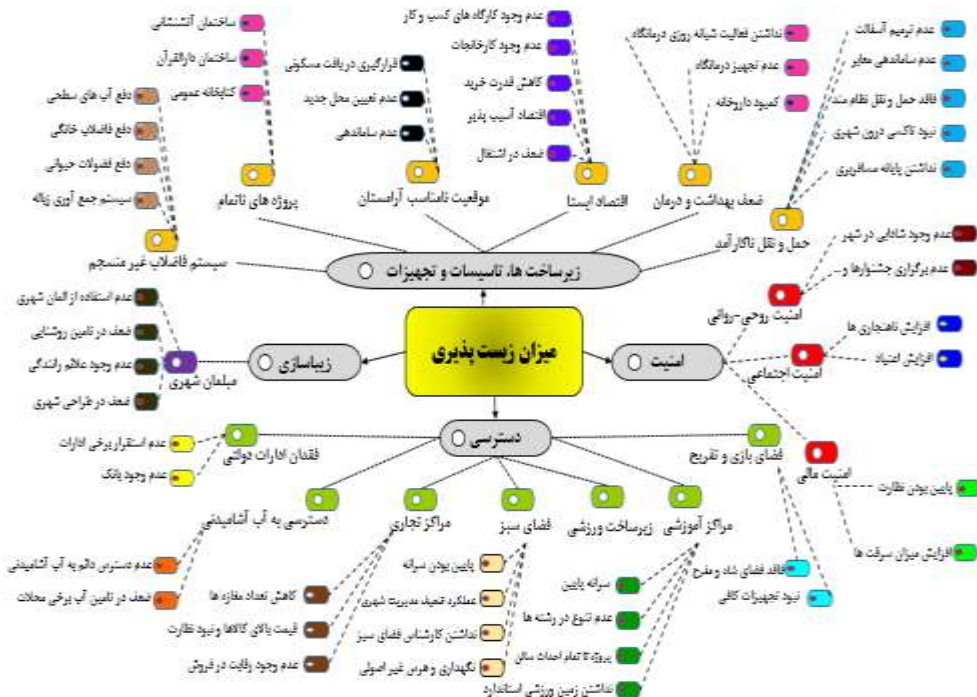 ساختمان آتشنشانی
ساختمان دارالقرآن
کتابخانه عمومی
پروژه های ناتمام
قرارگیری در بافت مسکونی
عدم تعیین محل جدید
عدم ساماندهی
موقعیت نامناسب آرامستان
عدم وجود کارگاه های کسب و کار
عدم وجود کارخانجات
کاهش قدرت خرید
اقتصاد آسیب پذیر
ضعف در اشتغال
اقتصاد ایستا
نداشتن فعالیت شبانه روزی درمانگاه
عدم تجهیز درمانگاه
کمبود داروخانه
ضعف بهداشت و درمان
عدم ترمیم آسفالت
عدم ساماندهی معابر
فاقد حمل و نقل نظام مند
نبود تاکسی درون شهری
نداشتن پایانه مسافربری
حمل و نقل ناکارآمد
دفع آب های سطحی
دفع فاضلاب خانگی
دفع فضولات حیوانی
سیستم جمع آوری زباله
سیستم فاضلاب غیر منسجم
زیرساخت ها، تاسیسات و تجهیزات
میزان زیست پذیری
زیباسازی
مبلمان شهری
عدم استفاده از المان شهری
ضعف در تامین روشنایی
عدم وجود علائم رانندگی
ضعف در طراحی شهری
امنیت
عدم وجود شادابی در شهر
عدم برگزاری جشنوارها و
امنیت روحی-روانی
افزایش ناهنجاری ها
افزایش اعتیاد
امنیت اجتماعی
امنیت مالی
پایین بودن نظارت
افزایش میزان سرقت ها
دسترسی
فقدان ادارات دولتی
عدم استقرار برخی ادارات
عدم وجود بانک
دسترسی به آب آشامیدنی
عدم دسترس دائم به آب آشامیدنی
ضعف در تامین آب برخی محلات
مراکز تجاری
کاهش تعداد مغازه ها
قیمت بالای کالاها و نبود نظارت
عدم وجود رقابت در فروش
فضای سبز
پایین بودن سرانه
عملکرد ضعیف مدیریت شهری
نداشتن کارشناس فضای سبز
نگهداری و هرس غیر اصولی
زیرساخت ورزشی
مراکز آموزشی
سرانه پایین
عدم تنوع در رشته ها
پروژه نا تمام احداث سالن
نداشتن زمین ورزشی استاندارد
فضای بازی و تفریح
فاقد فضای شاد و مفرح
نبود تجهیزات کافی